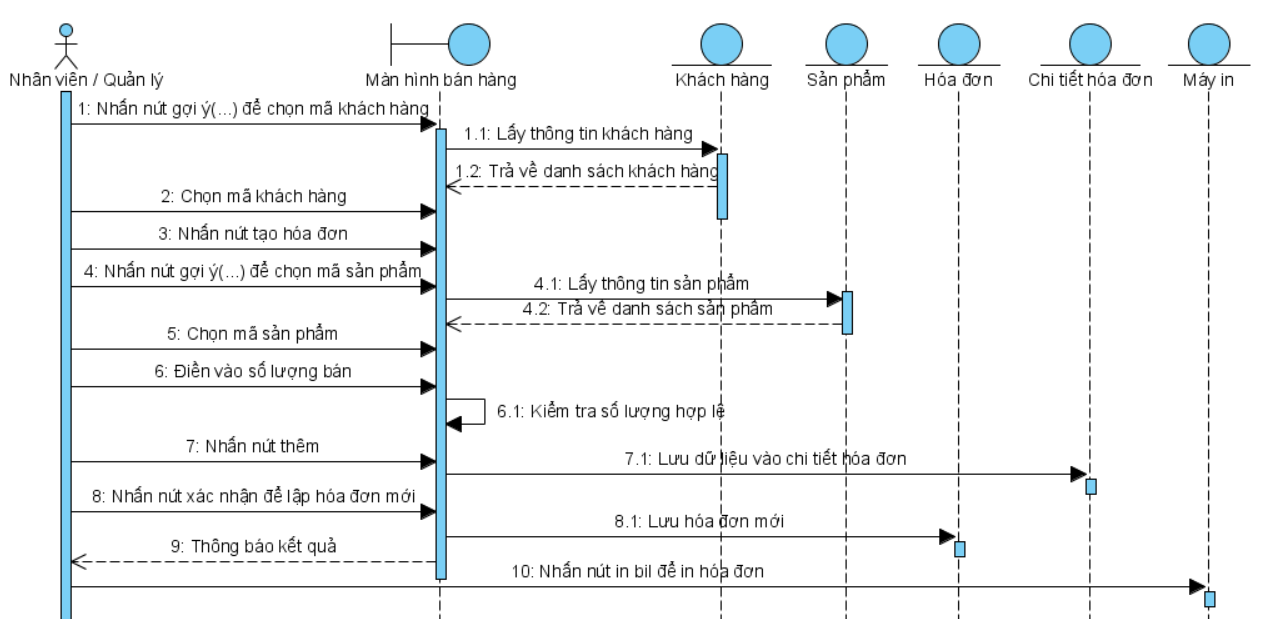 Nhân viên / Quản lý
Màn hình bán hàng
Khách hàng
Sản phẩm
Hóa đơn
Chi tiết hóa đơn
Máy in
1: Nhấn nút gợi ý(...) để chọn mã khách hàng
1.1: Lấy thông tin khách hàng
1.2: Trả về danh sách khách hàng
2: Chọn mã khách hàng
3: Nhấn nút tạo hóa đơn
4: Nhấn nút gợi ý(...) để chọn mã sản phẩm
4.1: Lấy thông tin sản phẩm
4.2: Trả về danh sách sản phẩm
5: Chọn mã sản phẩm
6: Điền vào số lượng bán
6.1: Kiểm tra số lượng hợp lệ
7: Nhấn nút thêm
7.1: Lưu dữ liệu vào chi tiết hóa đơn
8: Nhấn nút xác nhận để lập hóa đơn mới
8.1: Lưu hóa đơn mới
9: Thông báo kết quả
10: Nhấn nút in bil để in hóa đơn